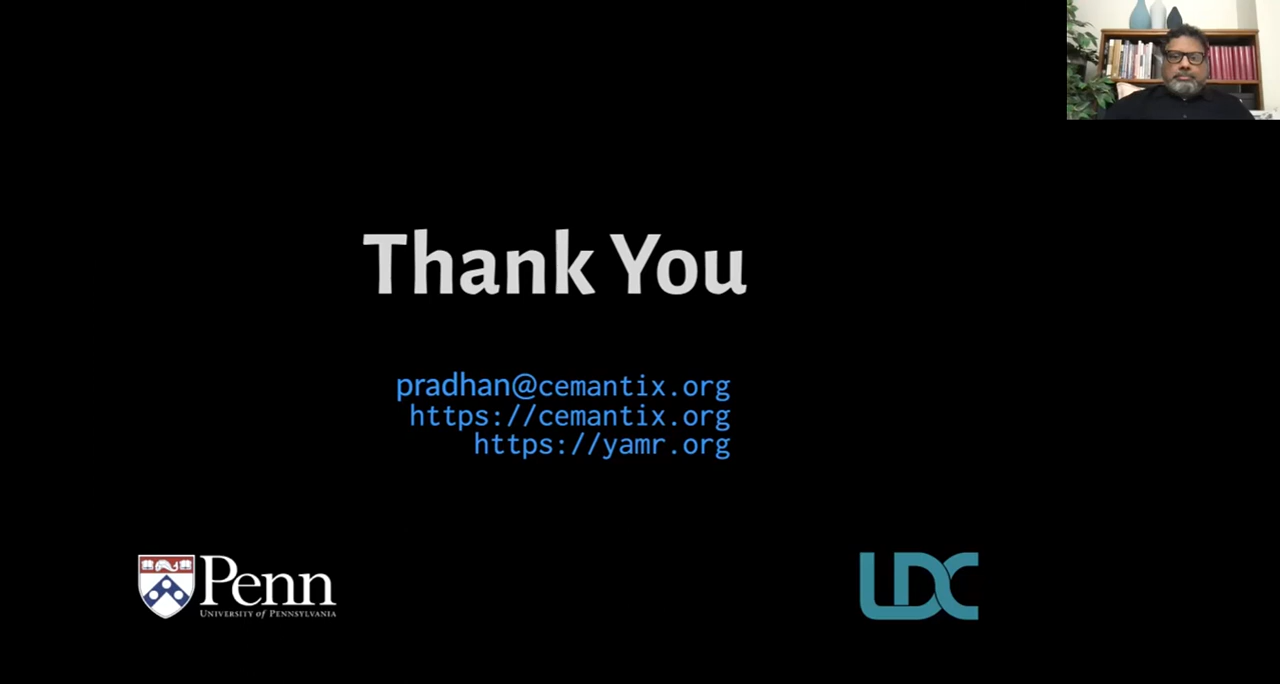 Thank You
pradhan@cemantix.org
https://cemantix.org
https://yamr.org
Penn
UNIVERSITY of PENNSYLVANIA
LDC